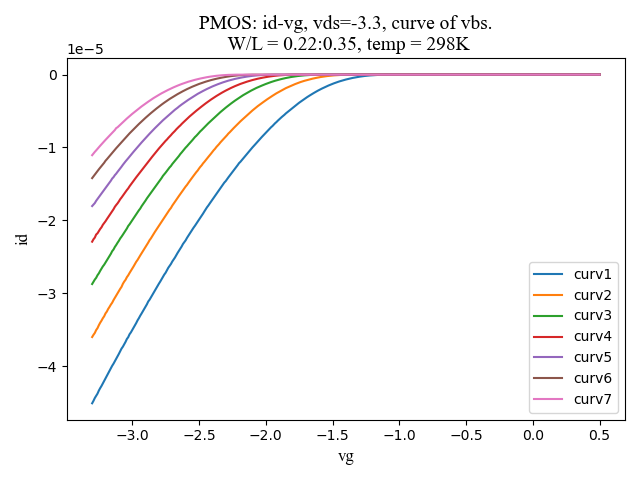 PMOS: id-vg, vds=-3.3, curve of vbs.
W/L = 0.22:0.35, temp = 298K
1e−5
0
−1
−2
−3
−4
id
−3.0 −2.5 −2.0 −1.5 −1.0 −0.5 0.0 0.5
vg
curv1
curv2
curv3
curv4
curv5
curv6
curv7